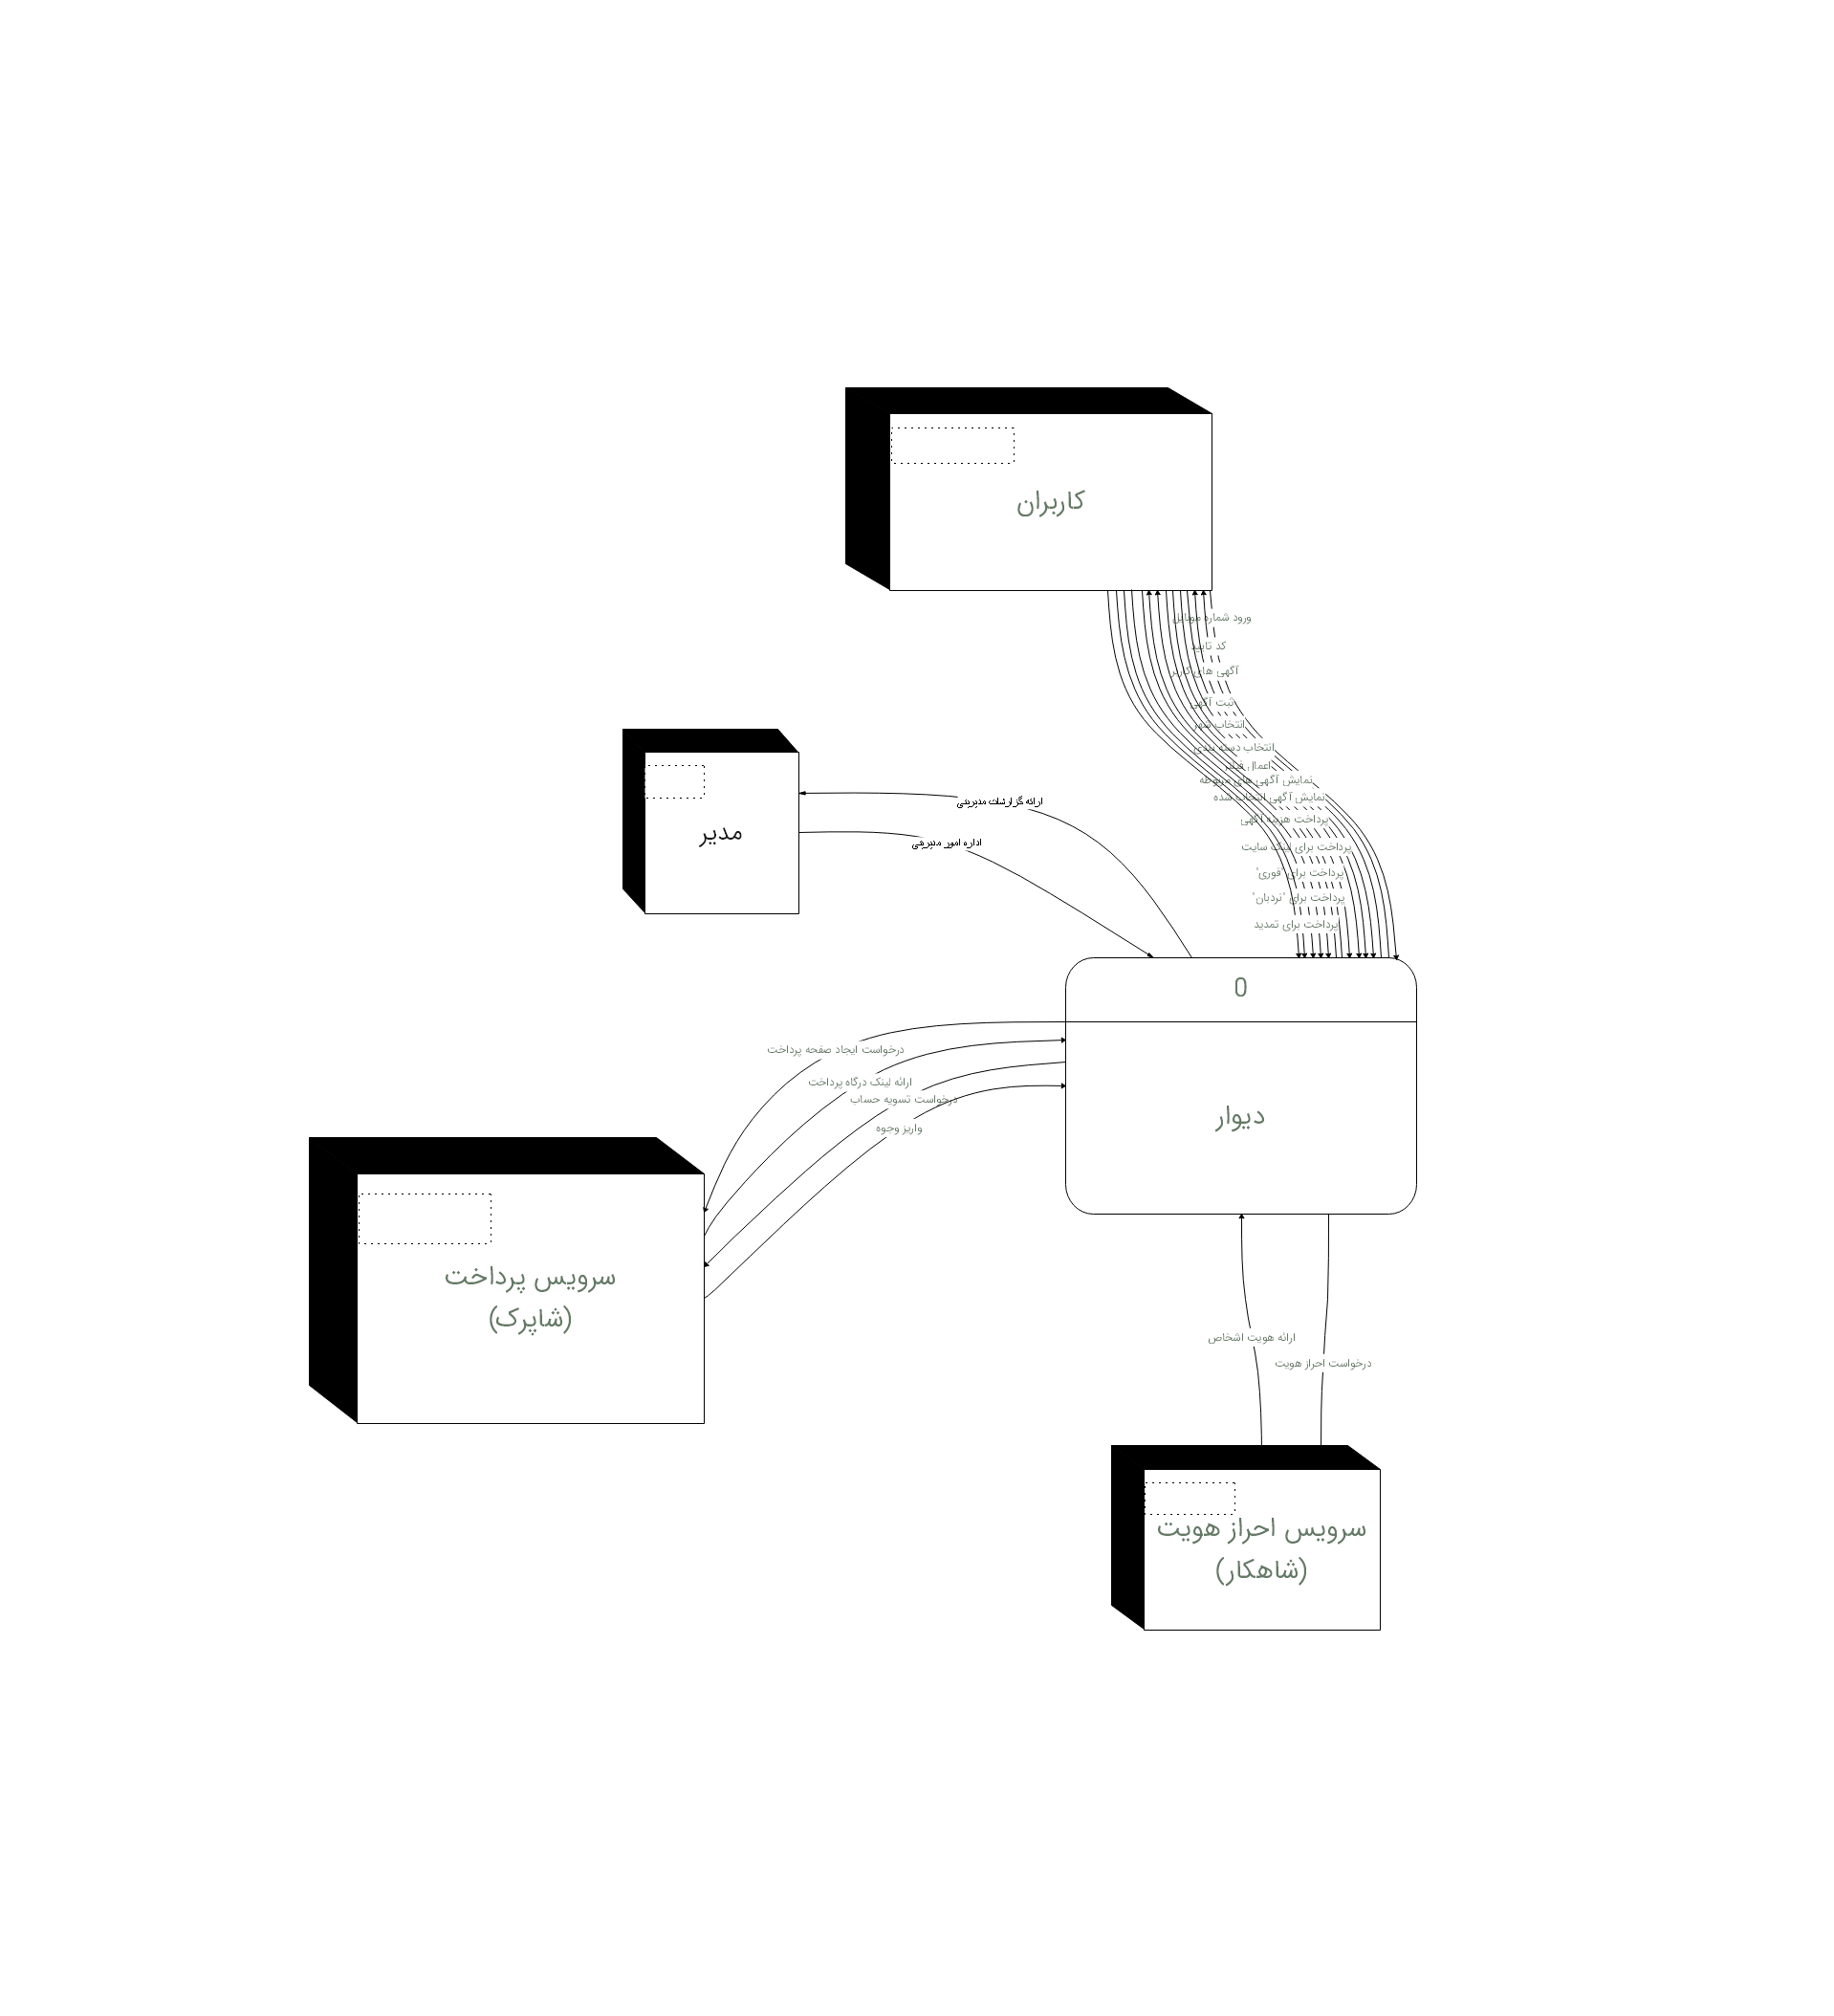 کاربران
ورود شماره موبایل
کد تایید
آگهی های کاربر
ثبت آگهی
انتخاب شهر
انتخاب دسته بندی
اعمال فیلتر
نمایش آگهی های مربوطه
نمایش آگهی انتخاب شده
پرداخت هزینه آگهی
پرداخت برای لینک سایت
پرداخت برای 'فوری'
پرداخت برای 'نردبان'
پرداخت برای تمدید
مدیر
ارائه گزارشات مدیریتی
اداره امور مدیریتی
0
دیوار
درخواست ایجاد صفحه پرداخت
ارائه لینک درگاه پرداخت
درخواست تسویه حساب
واریز وجوه
سرویس پرداخت
(شاپرک)
ارائه هویت اشخاص
درخواست احراز هویت
سرویس احراز هویت
(شاهکار)